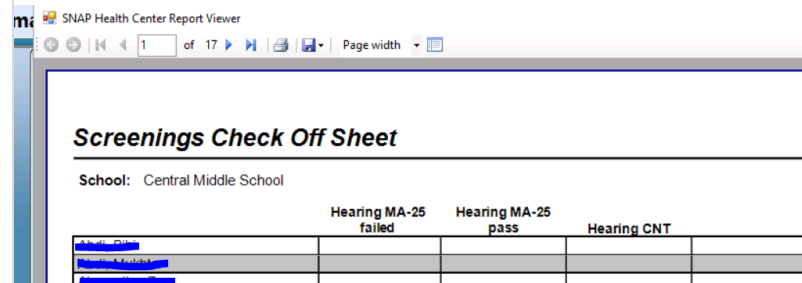 ma SNAP Health Center Report Viewer
1 of 17 Page width
Screenings Check Off Sheet
School: Central Middle School
Hearing MA-25 failed Hearing MA-25 pass Hearing CNT